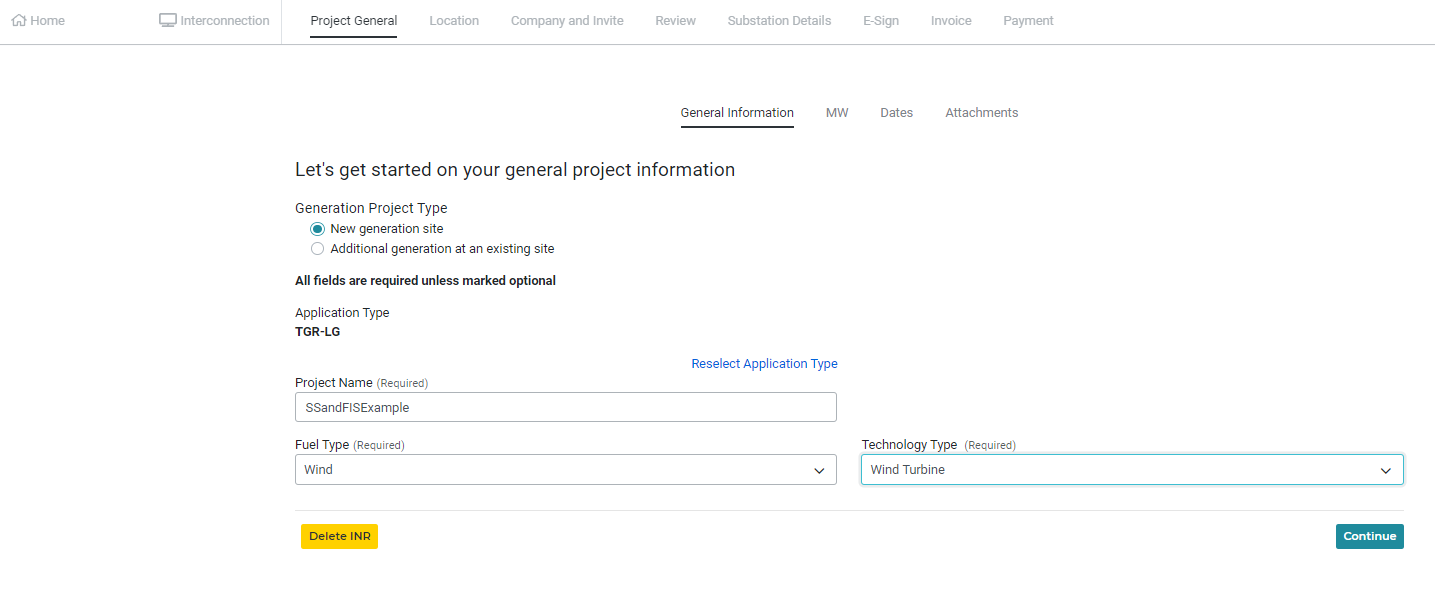 Home Interconnection Project General Location Company and Invite Review Substation Details E-Sign Invoice Payment
General Information MW Dates Attachments
Let's get started on your general project information
Generation Project Type
New generation site
Additional generation at an existing site
All fields are required unless marked optional
Application Type
TGR-LG
Reselect Application Type
Project Name (Required)
SSandFISExample
Fuel Type (Required) Technology Type (Required)
Wind Wind Turbine
Delete INR Continue